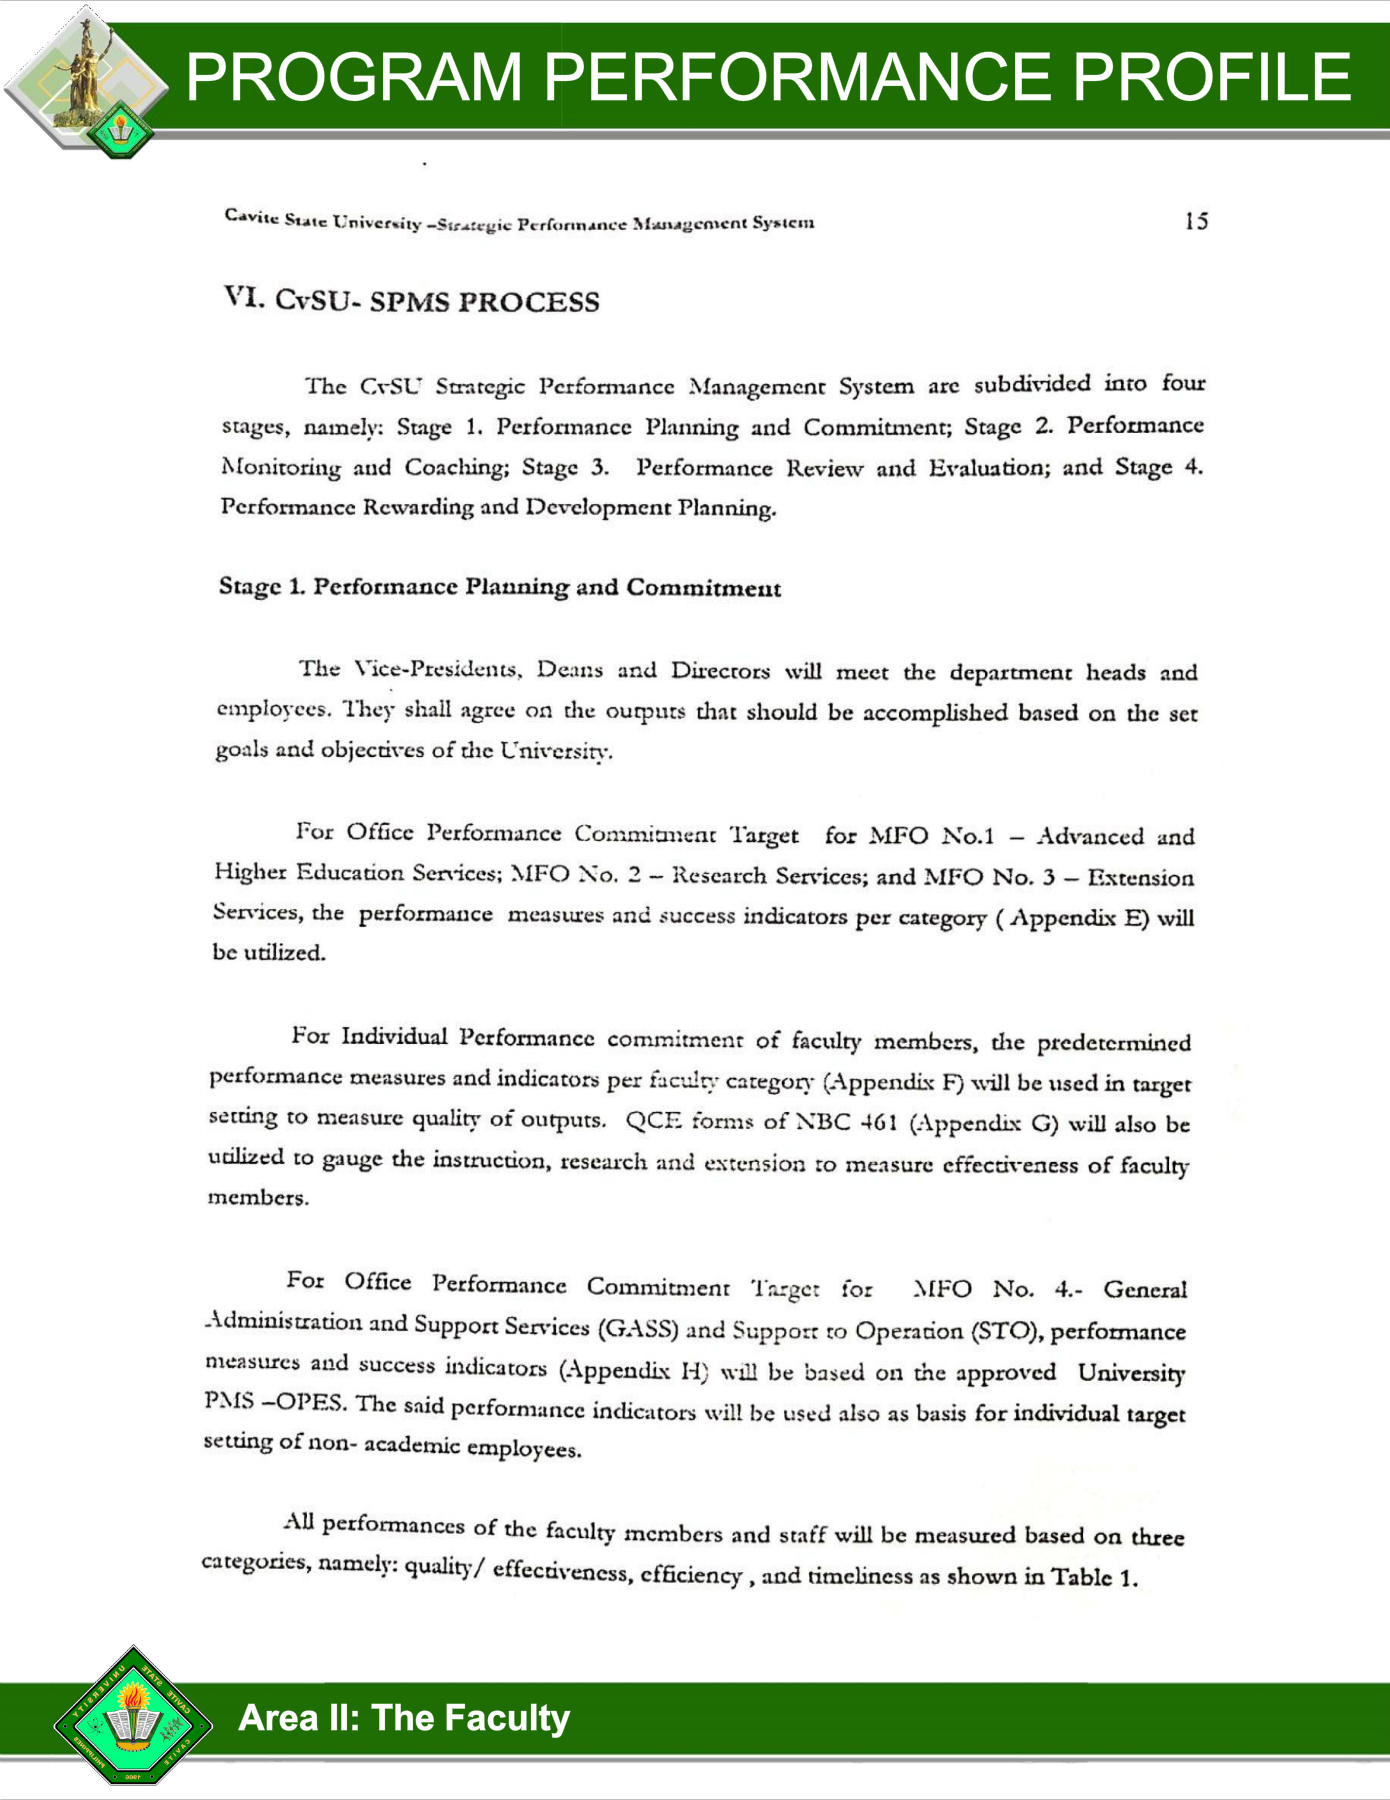 PROGRAM PERFORMANCE PROFILE
Cavite State University –Strategic Performance Management System 15
VI. CvSU- SPMS PROCESS
The CvSU Strategic Performance Management System are subdivided into four
stages, namely: Stage 1. Performance Planning and Commitment; Stage 2. Performance
Monitoring and Coaching; Stage 3. Performance Review and Evaluation; and Stage 4.
Performance Rewarding and Development Planning.
Stage 1. Performance Planning and Commitment
The Vice-Presidents, Deans and Directors will meet the department heads and
employees. They shall agree on the outputs that should be accomplished based on the set
goals and objectives of the University.
For Office Performance Commitment Target for MFO No.1 – Advanced and
Higher Education Services; MFO No. 2 – Research Services; and MFO No. 3 – Extension
Services, the performance measures and success indicators per category ( Appendix E) will
be utilized.
For Individual Performance commitment of faculty members, the predetermined
performance measures and indicators per faculty category (Appendix F) will be used in target
setting to measure quality of outputs. QCE forms of NBC 461 (Appendix G) will also be
utilized to gauge the instruction, research and extension to measure effectiveness of faculty
members.
For Office Performance Commitment Target for MFO No. 4.- General
Administration and Support Services (GASS) and Support to Operation (STO), performance
measures and success indicators (Appendix H) will be based on the approved University
PMS –OPES. The said performance indicators will be used also as basis for individual target
setting of non- academic employees.
All performances of the faculty members and staff will be measured based on three
categories, namely: quality/ effectiveness, efficiency , and timeliness as shown in Table 1.
CAVITE STATE UNIVERSITY
CAVITE PHILIPPINES
1906
Area II: The Faculty